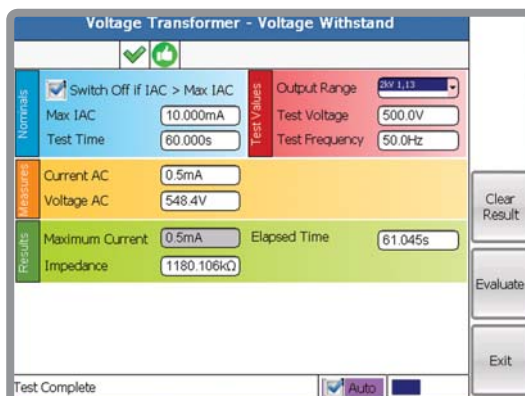 Voltage Transformer - Voltage Withstand
Nominals
Switch Off if IAC > Max IAC
Max IAC 10.000mA
Test Time 60.000s
Test Values
Output Range 2kV 1,13
Test Voltage 500.0V
Test Frequency 50.0Hz
Measures
Current AC 0.5mA
Voltage AC 548.4V
Results
Maximum Current 0.5mA Elapsed Time 61.045s
Impedance 1180.106kΩ
Clear
Result
Evaluate
Exit
Test Complete Auto